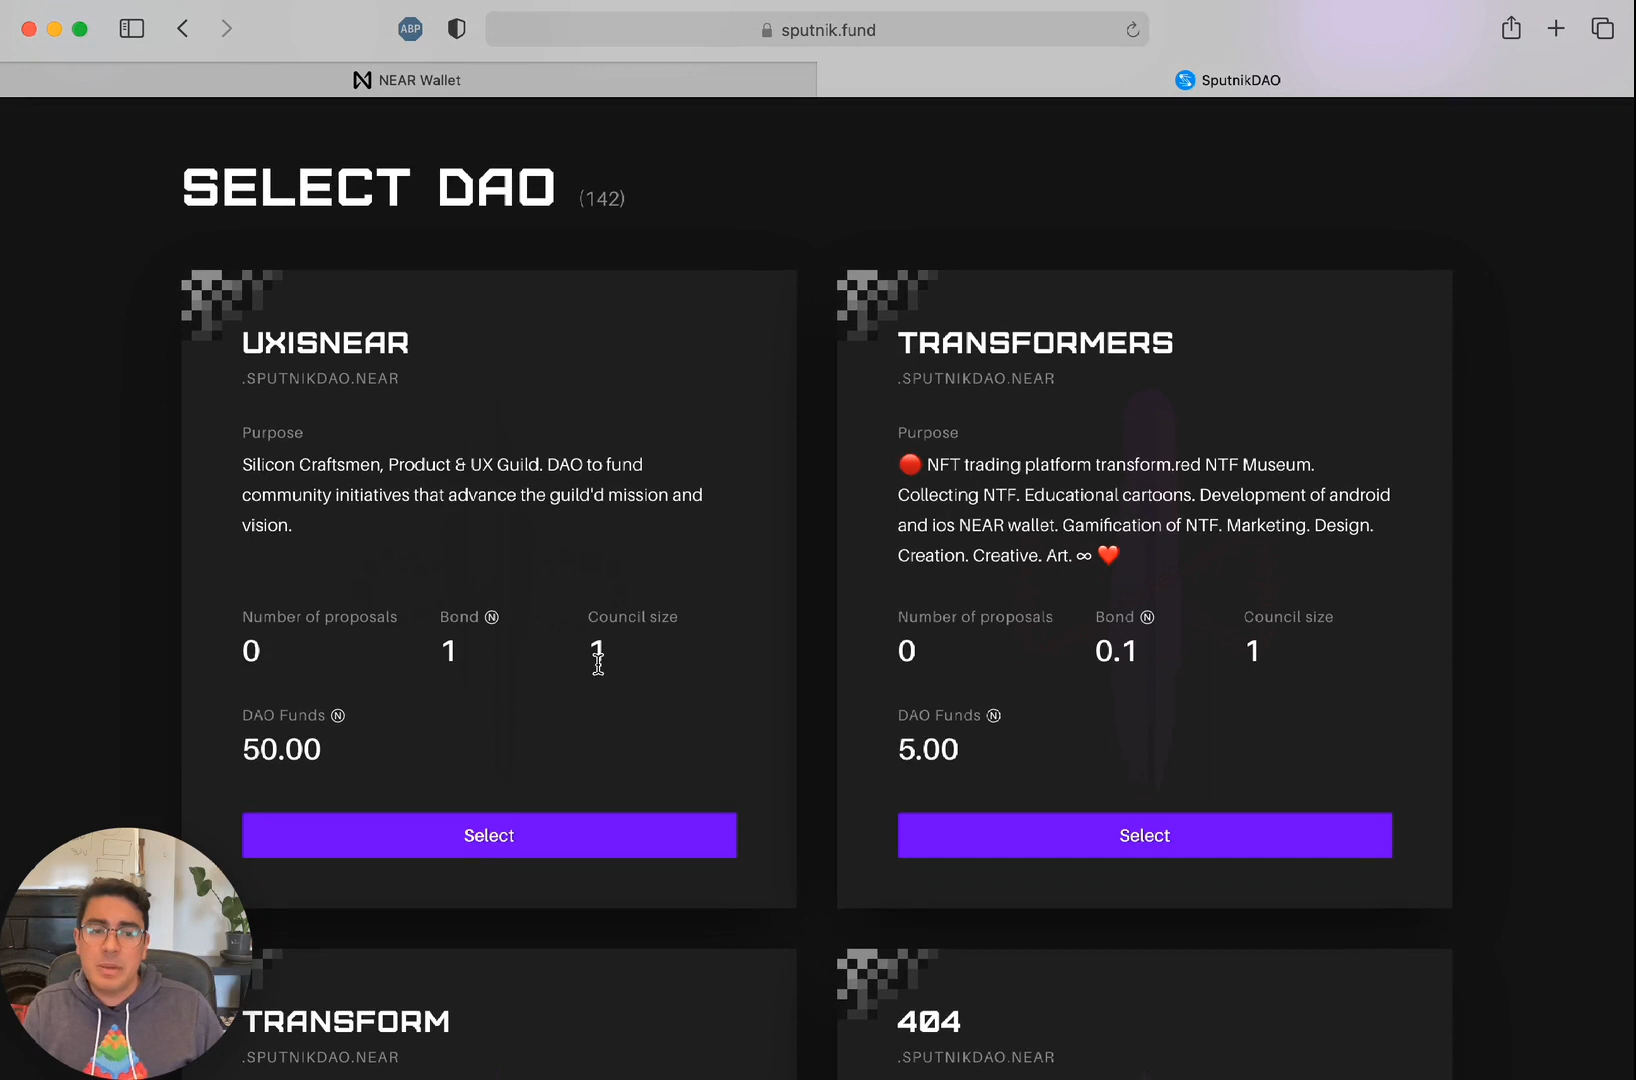 ABP
sputnik.fund
NEAR Wallet
SputnikDAO
SELECT DAO (142)
UXISNEAR
.SPUTNIKDAO.NEAR
Purpose
Silicon Craftsmen, Product & UX Guild. DAO to fund
community initiatives that advance the guild'd mission and
vision.
Number of proposals Bond Ⓝ Council size
0 1 1
DAO Funds Ⓝ
50.00
Select
TRANSFORMERS
.SPUTNIKDAO.NEAR
Purpose
🔴 NFT trading platform transform.red NTF Museum.
Collecting NTF. Educational cartoons. Development of android
and ios NEAR wallet. Gamification of NTF. Marketing. Design.
Creation. Creative. Art. ∞ ❤️
Number of proposals Bond Ⓝ Council size
0 0.1 1
DAO Funds Ⓝ
5.00
Select
TRANSFORM
.SPUTNIKDAO.NEAR
404
.SPUTNIKDAO.NEAR